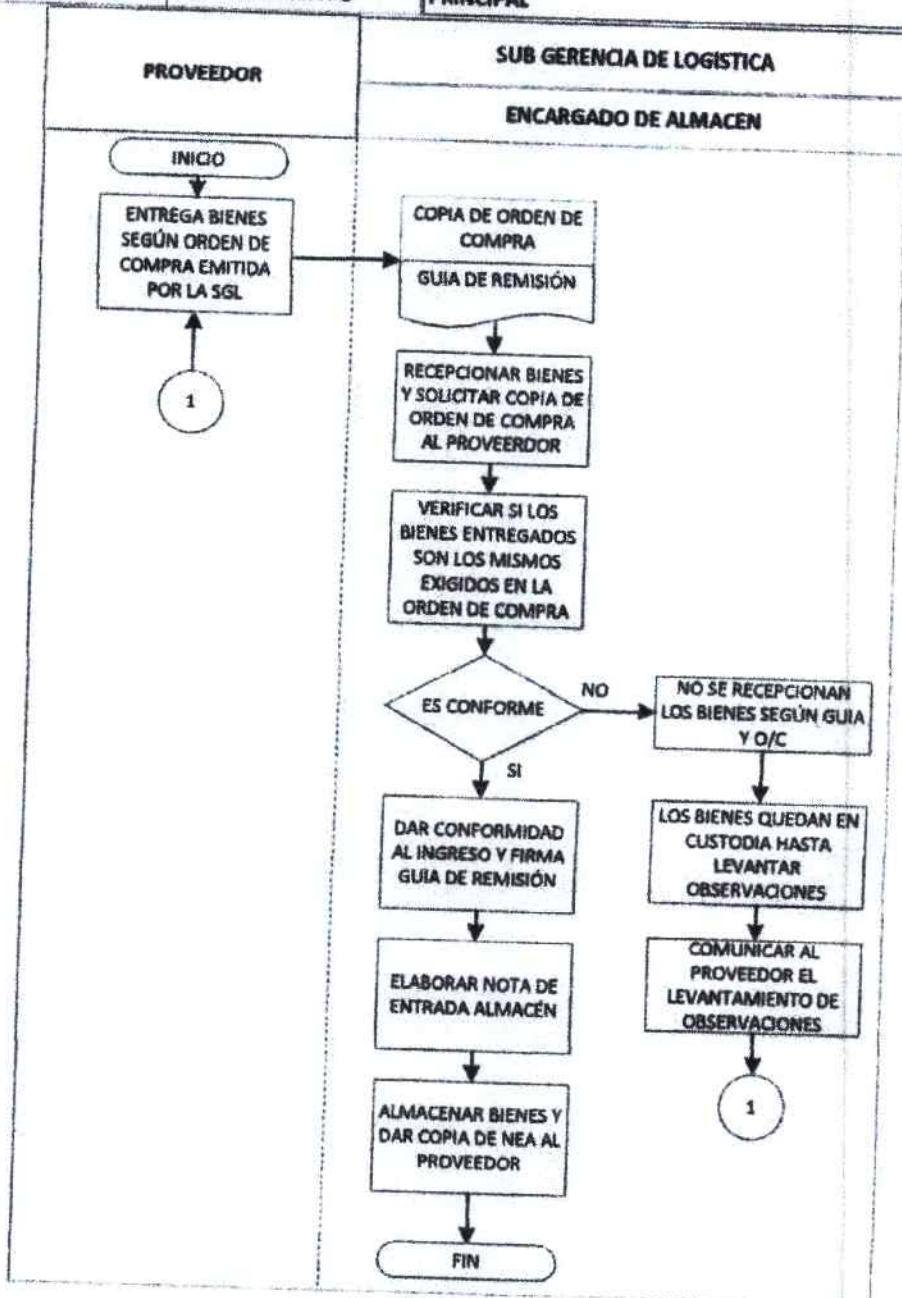 PRINCIPAL
PROVEEDOR
SUB GERENCIA DE LOGÍSTICA
ENCARGADO DE ALMACEN
INICIO
ENTREGA BIENES
SEGÚN ORDEN DE
COMPRA EMITIDA
POR LA SGL
1
COPIA DE ORDEN DE
COMPRA
GUIA DE REMISIÓN
RECEPCIONAR BIENES
Y SOLICITAR COPIA DE
ORDEN DE COMPRA
AL PROVEERDOR
VERIFICAR SI LOS
BIENES ENTREGADOS
SON LOS MISMOS
EXIGIDOS EN LA
ORDEN DE COMPRA
ES CONFORME
NO
SI
NO SE RECEPCIONAN
LOS BIENES SEGÚN GUIA
Y O/C
LOS BIENES QUEDAN EN
CUSTODIA HASTA
LEVANTAR
OBSERVACIONES
COMUNICAR AL
PROVEEDOR EL
LEVANTAMIENTO DE
OBSERVACIONES
1
DAR CONFORMIDAD
AL INGRESO Y FIRMA
GUIA DE REMISIÓN
ELABORAR NOTA DE
ENTRADA ALMACÉN
ALMACENAR BIENES Y
DAR COPIA DE NEA AL
PROVEEDOR
FIN